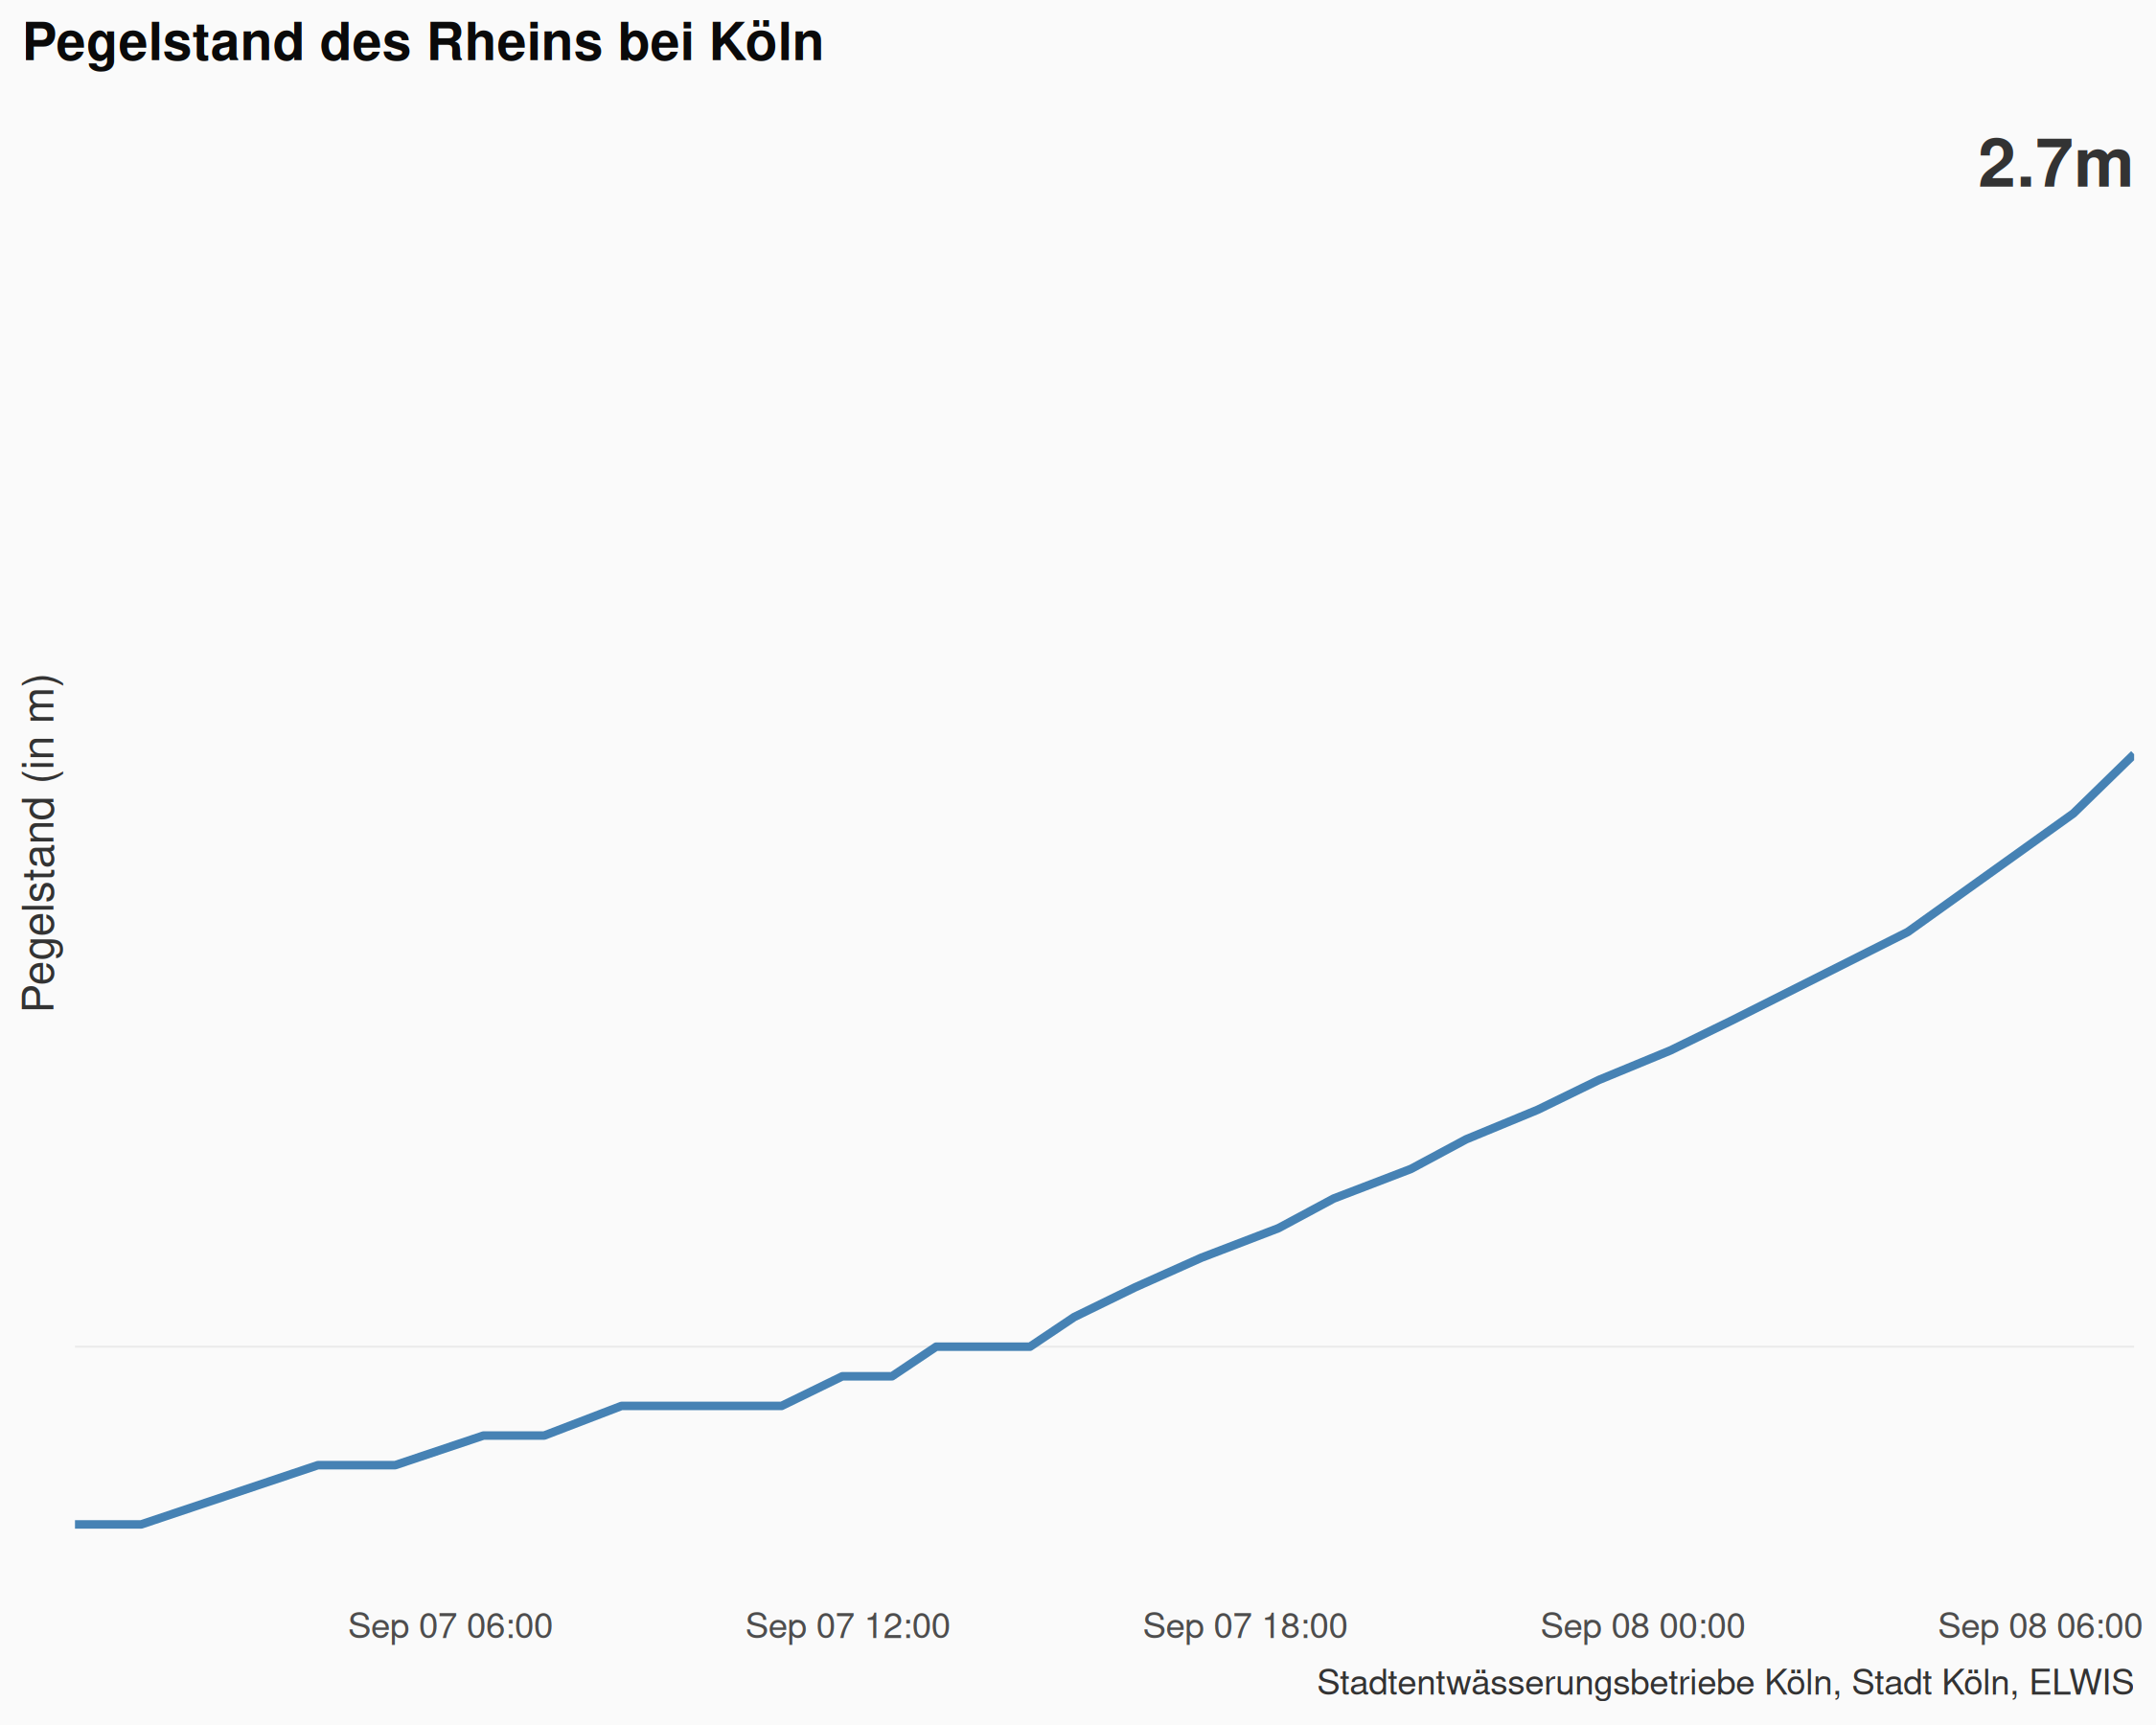 Pegelstand des Rheins bei Köln
2.7m
Pegelstand (in m)
Sep 07 06:00
Sep 07 12:00
Sep 07 18:00
Sep 08 00:00
Sep 08 06:00
Stadtentwässerungsbetriebe Köln, Stadt Köln, ELWIS